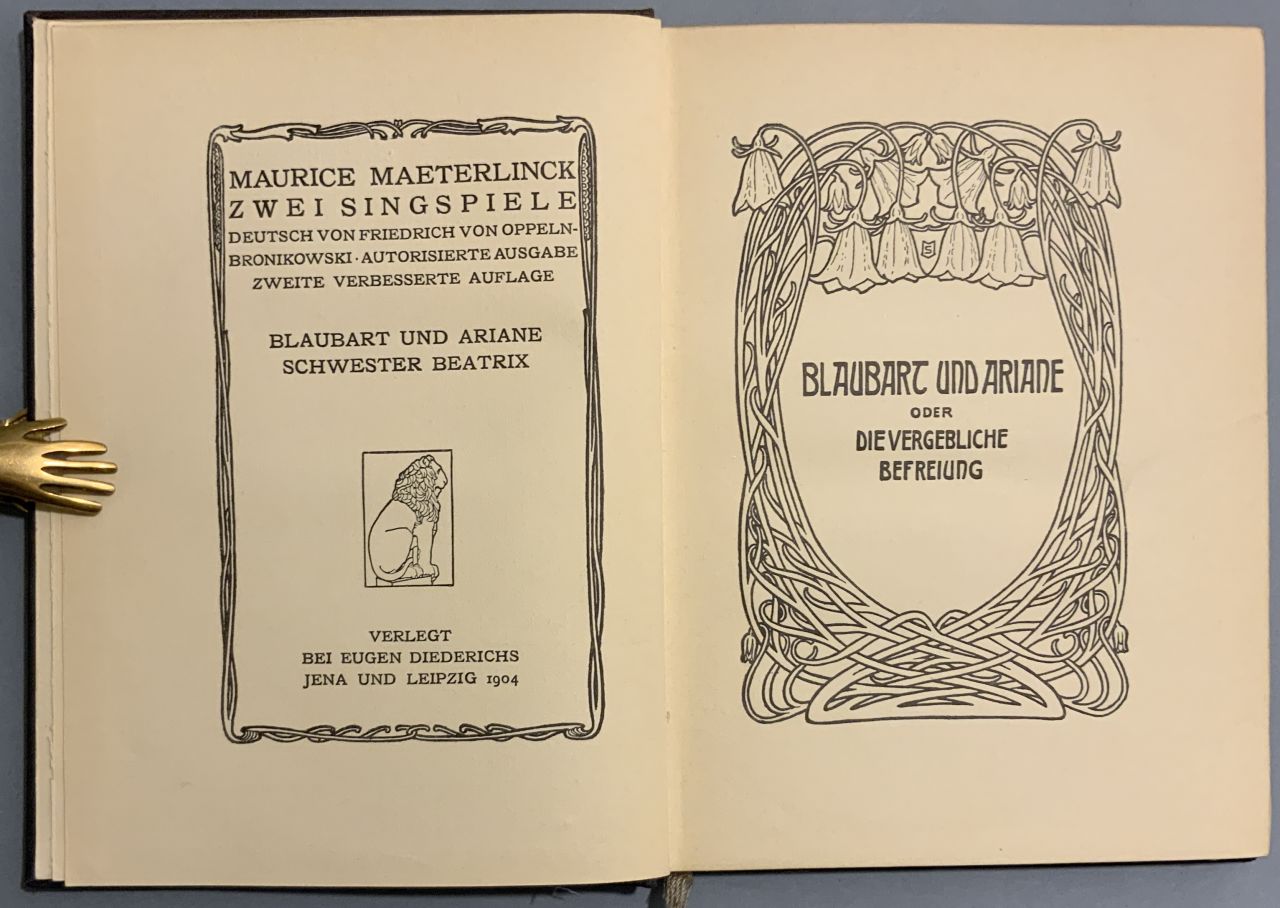 MAURICE MAETERLINCK
ZWEI SINGSPIELE
DEUTSCH VON FRIEDRICH VON OPPELN-
BRONIKOWSKI · AUTORISIERTE AUSGABE
ZWEITE VERBESSERTE AUFLAGE
BLAUBART UND ARIANE
SCHWESTER BEATRIX
VERLEGT
BEI EUGEN DIEDERICHS
JENA UND LEIPZIG 1904
BLAUBART UND ARIANE
ODER
DIE VERGEBLICHE
BEFREIUNG